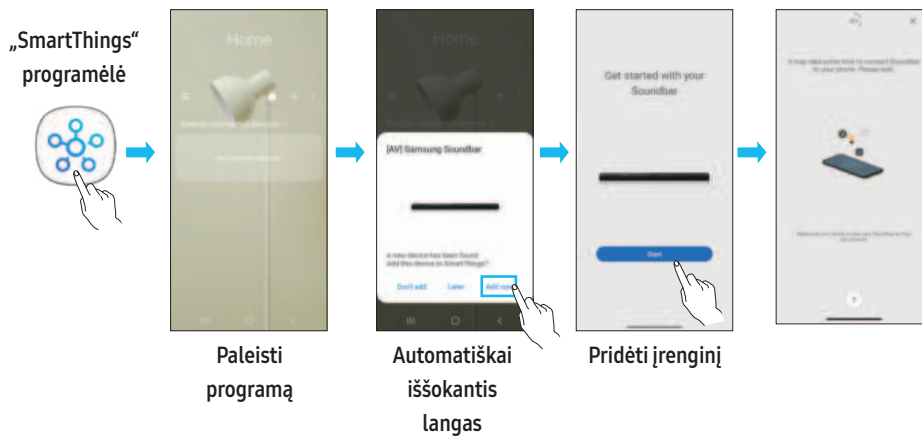 „SmartThings“
programėlė
Home
Paleisti
programą
Home
[AV] Samsung Soundbar
A new device has been found.
Add this device to SmartThings?
Don't add Later Add now
Automatiškai
iššokantis
langas
Get started with your
Soundbar
Start
Pridėti įrenginį
It may take some time to connect Soundbar
to your phone. Please wait.
?